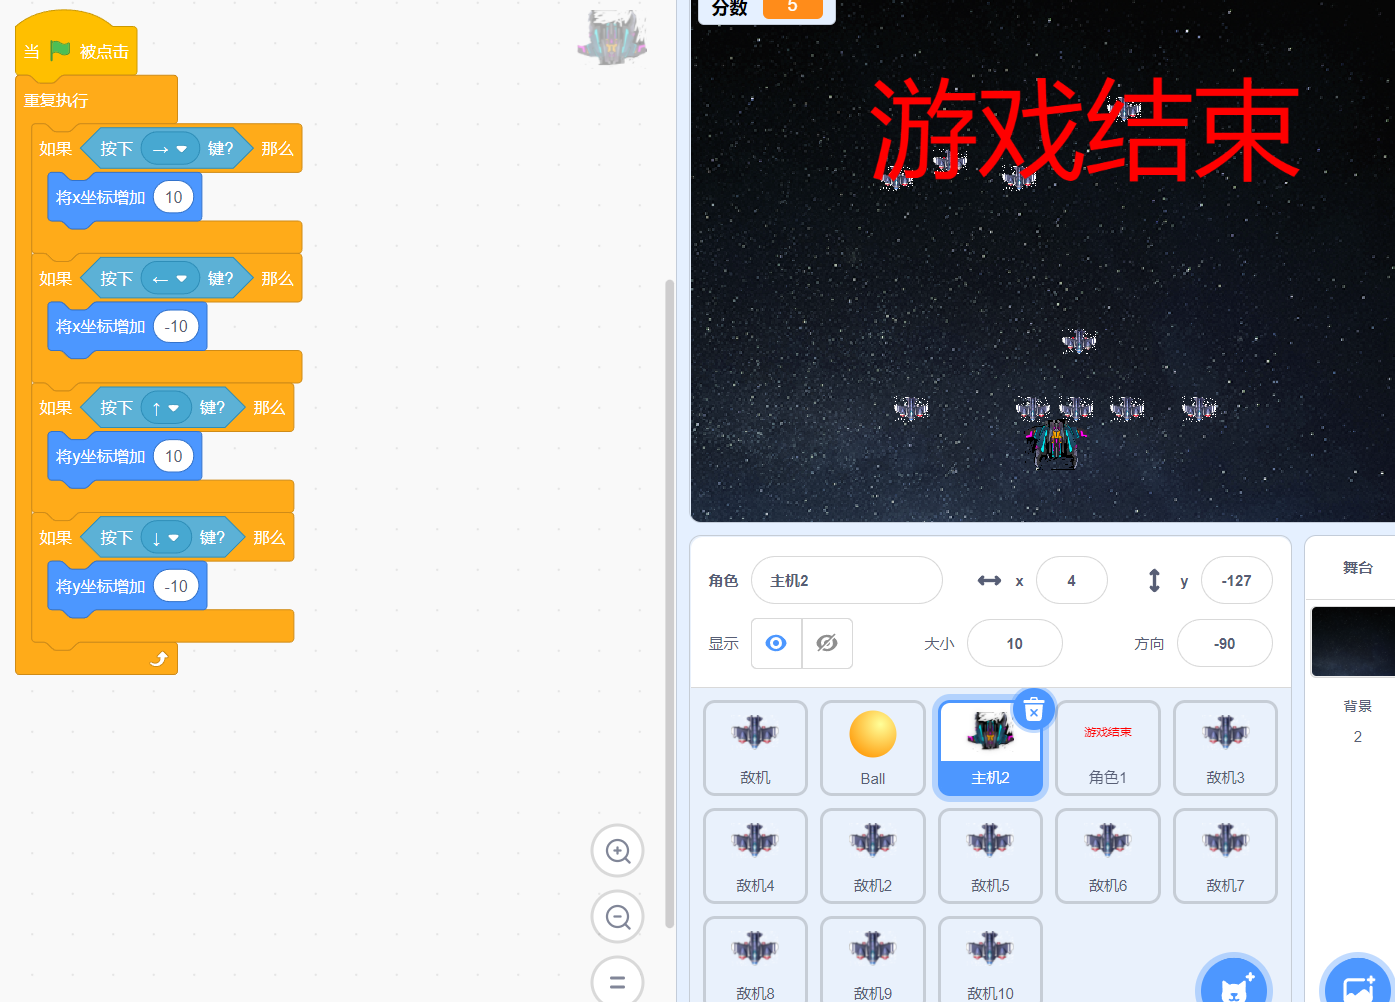 当 被点击
重复执行
如果 按下 → 键? 那么
将x坐标增加 10
如果 按下 ← 键? 那么
将x坐标增加 -10
如果 按下 ↑ 键? 那么
将y坐标增加 10
如果 按下 ↓ 键? 那么
将y坐标增加 -10
分数 5
游戏结束
角色 主机2 x 4 y -127
显示 大小 10 方向 -90
游戏结束
敌机 Ball 主机2 角色1 敌机3
敌机4 敌机2 敌机5 敌机6 敌机7
敌机8 敌机9 敌机10
舞台
背景
2